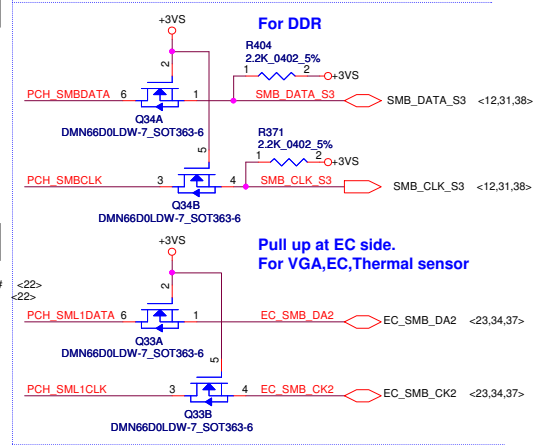 +3VS
For DDR
R404
2.2K_0402_5%
2
1 2
+3VS
PCH_SMBDATA 6 1 SMB_DATA_S3 SMB_DATA_S3 <12,31,38>
Q34A
DMN66D0LDW-7_SOT363-6
R371
2.2K_0402_5%
5
1 2
+3VS
PCH_SMBCLK 3 4 SMB_CLK_S3 SMB_CLK_S3 <12,31,38>
Q34B
DMN66D0LDW-7_SOT363-6
+3VS
Pull up at EC side.
For VGA,EC,Thermal sensor
# <22>
<22>
2
PCH_SML1DATA 6 1 EC_SMB_DA2 EC_SMB_DA2 <23,34,37>
Q33A
DMN66D0LDW-7_SOT363-6
5
PCH_SML1CLK 3 4 EC_SMB_CK2 EC_SMB_CK2 <23,34,37>
Q33B
DMN66D0LDW-7_SOT363-6